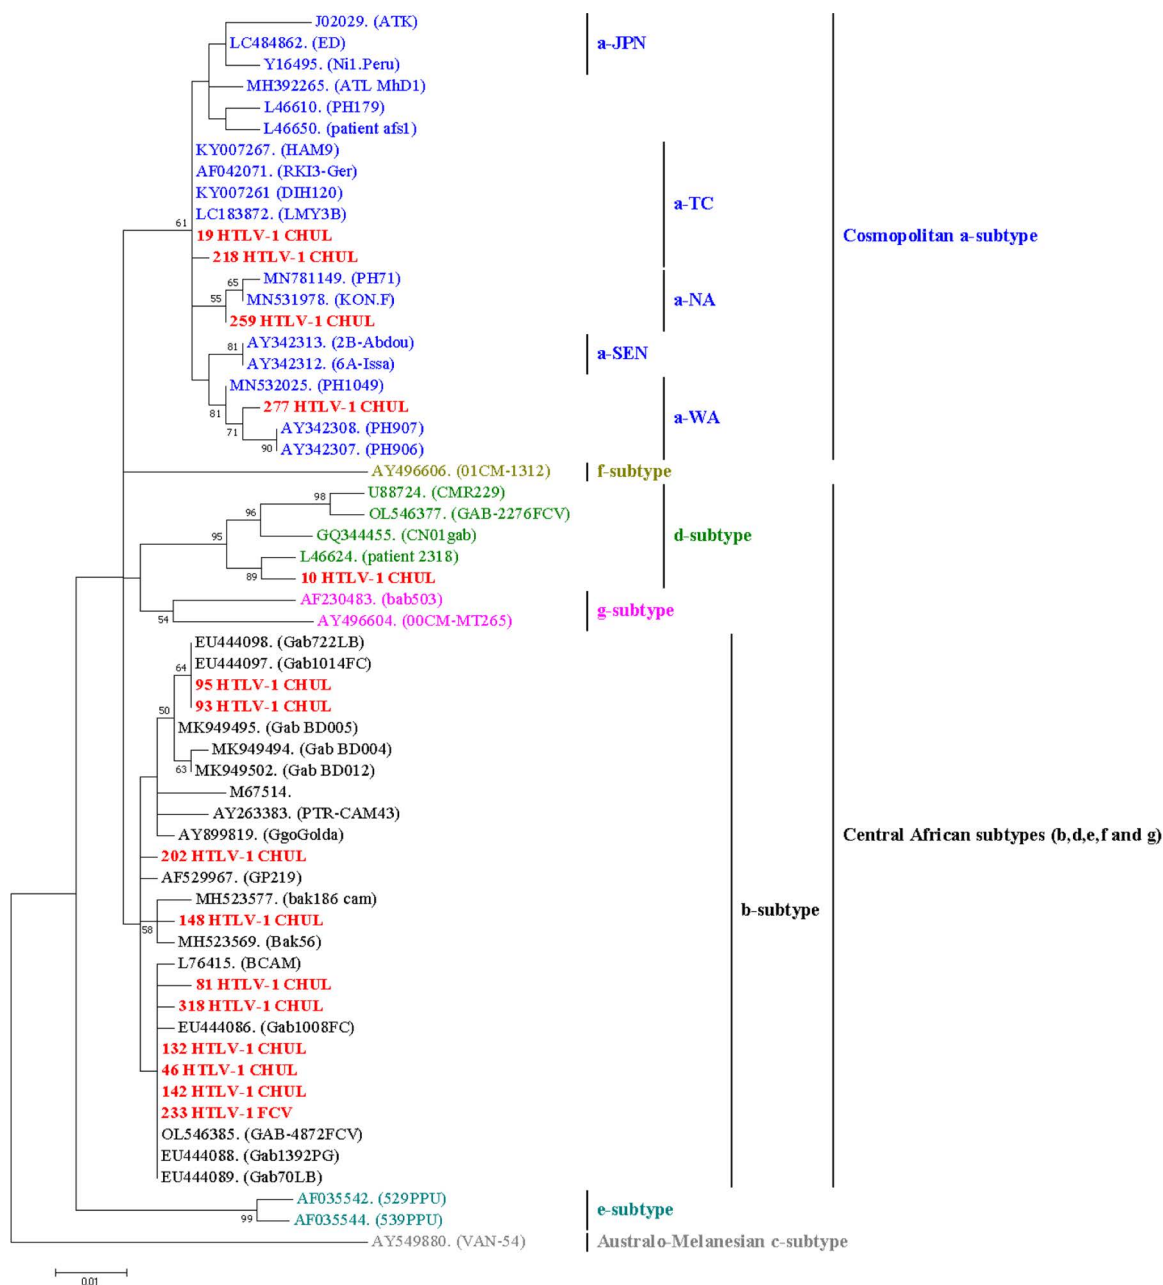 J02029. (ATK)
LC484862. (ED)
a-JPN
Y16495. (Ni1.Peru)
MH392265. (ATL MhD1)
L46610. (PH179)
L46650. (patient afs1)
KY007267. (HAM9)
AF042071. (RKI3-Ger)
KY007261 (DIH120)
a-TC
LC183872. (LMY3B)
61
19 HTLV-1 CHUL
Cosmopolitan a-subtype
218 HTLV-1 CHUL
65
MN781149. (PH71)
55
MN531978. (KON.F)
a-NA
259 HTLV-1 CHUL
81
AY342313. (2B-Abdou)
a-SEN
AY342312. (6A-Issa)
MN532025. (PH1049)
81
277 HTLV-1 CHUL
a-WA
71
AY342308. (PH907)
90
AY342307. (PH906)
AY496606. (01CM-1312)
f-subtype
98
U88724. (CMR229)
96
OL546377. (GAB-2276FCV)
95
GQ344455. (CN01gab)
d-subtype
L46624. (patient 2318)
89
10 HTLV-1 CHUL
AF230483. (bab503)
g-subtype
54
AY496604. (00CM-MT265)
EU444098. (Gab722LB)
64
EU444097. (Gab1014FC)
95 HTLV-1 CHUL
93 HTLV-1 CHUL
50
MK949495. (Gab BD005)
MK949494. (Gab BD004)
63
MK949502. (Gab BD012)
M67514.
AY263383. (PTR-CAM43)
AY899819. (GgoGolda)
Central African subtypes (b,d,e,f and g)
202 HTLV-1 CHUL
AF529967. (GP219)
MH523577. (bak186 cam)
b-subtype
58
148 HTLV-1 CHUL
MH523569. (Bak56)
L76415. (BCAM)
81 HTLV-1 CHUL
318 HTLV-1 CHUL
EU444086. (Gab1008FC)
132 HTLV-1 CHUL
46 HTLV-1 CHUL
142 HTLV-1 CHUL
233 HTLV-1 FCV
OL546385. (GAB-4872FCV)
EU444088. (Gab1392PG)
EU444089. (Gab70LB)
AF035542. (529PPU)
e-subtype
99
AF035544. (539PPU)
AY549880. (VAN-54)
Australo-Melanesian c-subtype
0.01